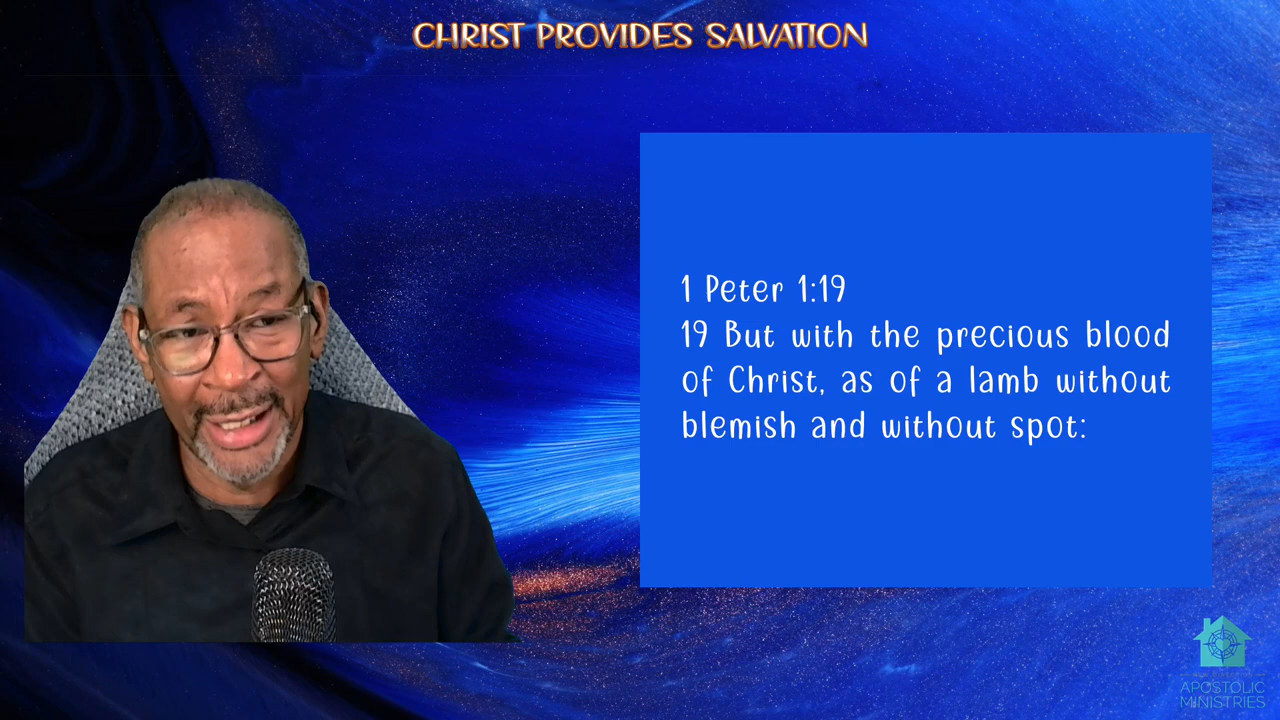 CHRIST PROVIDES SALVATION
1 Peter 1:19
19 But with the precious blood
of Christ, as of a lamb without
blemish and without spot:
APOSTOLIC
MINISTRIES